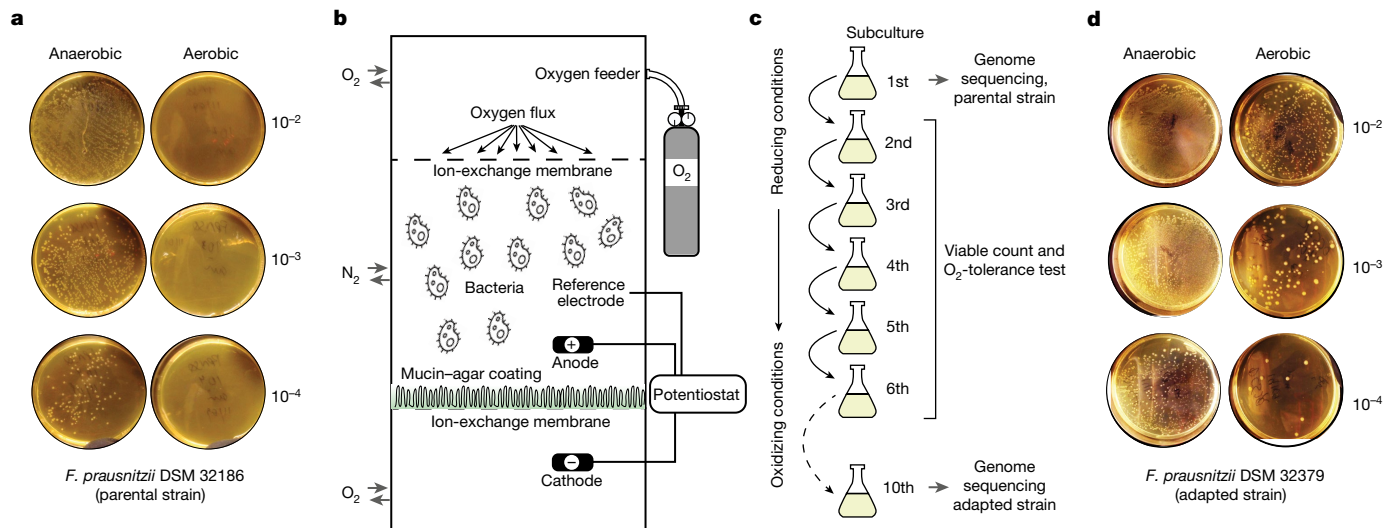 a
Anaerobic
Aerobic
10⁻²
10⁻³
10⁻⁴
F. prausnitzii DSM 32186
(parental strain)
b
O₂
Oxygen feeder
Oxygen flux
Ion-exchange membrane
O₂
N₂
Bacteria
Reference
electrode
+
Anode
Mucin–agar coating
Potentiostat
Ion-exchange membrane
−
Cathode
O₂
c
Subculture
Reducing conditions
Oxidizing conditions
1st
Genome
sequencing,
parental strain
2nd
3rd
4th
Viable count and
O₂-tolerance test
5th
6th
10th
Genome
sequencing
adapted strain
d
Anaerobic
Aerobic
10⁻²
10⁻³
10⁻⁴
F. prausnitzii DSM 32379
(adapted strain)